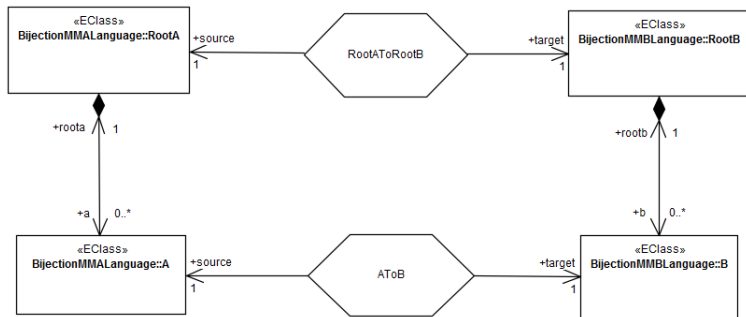 «EClass»
BijectionMMALanguage::RootA
+source
1
RootAToRootB
+target
1
«EClass»
BijectionMMBLanguage::RootB
+roota
1
+rootb
1
+a
0..*
+b
0..*
«EClass»
BijectionMMALanguage::A
+source
1
AToB
+target
1
«EClass»
BijectionMMBLanguage::B